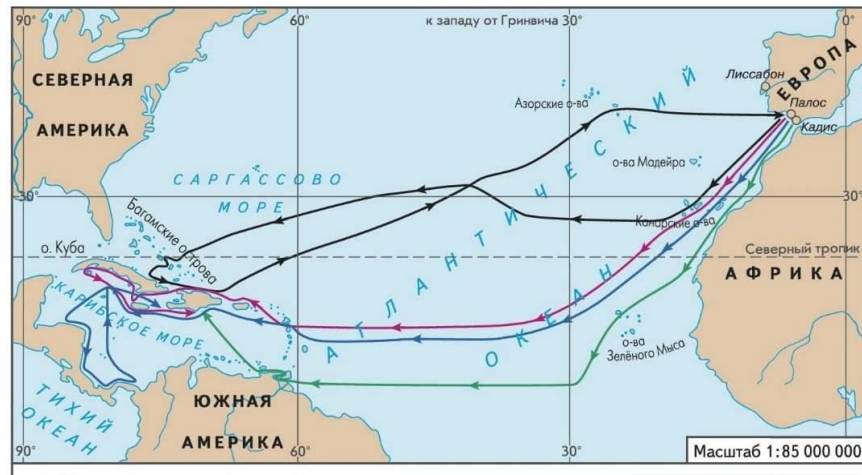 90°
60°
к западу от Гринвича
30°
0°
СЕВЕРНАЯ
АМЕРИКА
ЕВРОПА
Лиссабон
Палос
Кадис
Азорские о-ва
о-ва Мадейра
АТЛАНТИЧЕСКИЙ
ОКЕАН
САРГАССОВО
МОРЕ
30°
30°
Багамские острова
Канарские о-ва
о. Куба
Северный тропик
АФРИКА
КАРИБСКОЕ МОРЕ
о-ва
Зелёного Мыса
ТИХИЙ
ОКЕАН
ЮЖНАЯ
АМЕРИКА
90°
60°
30°
0°
Масштаб 1:85 000 000